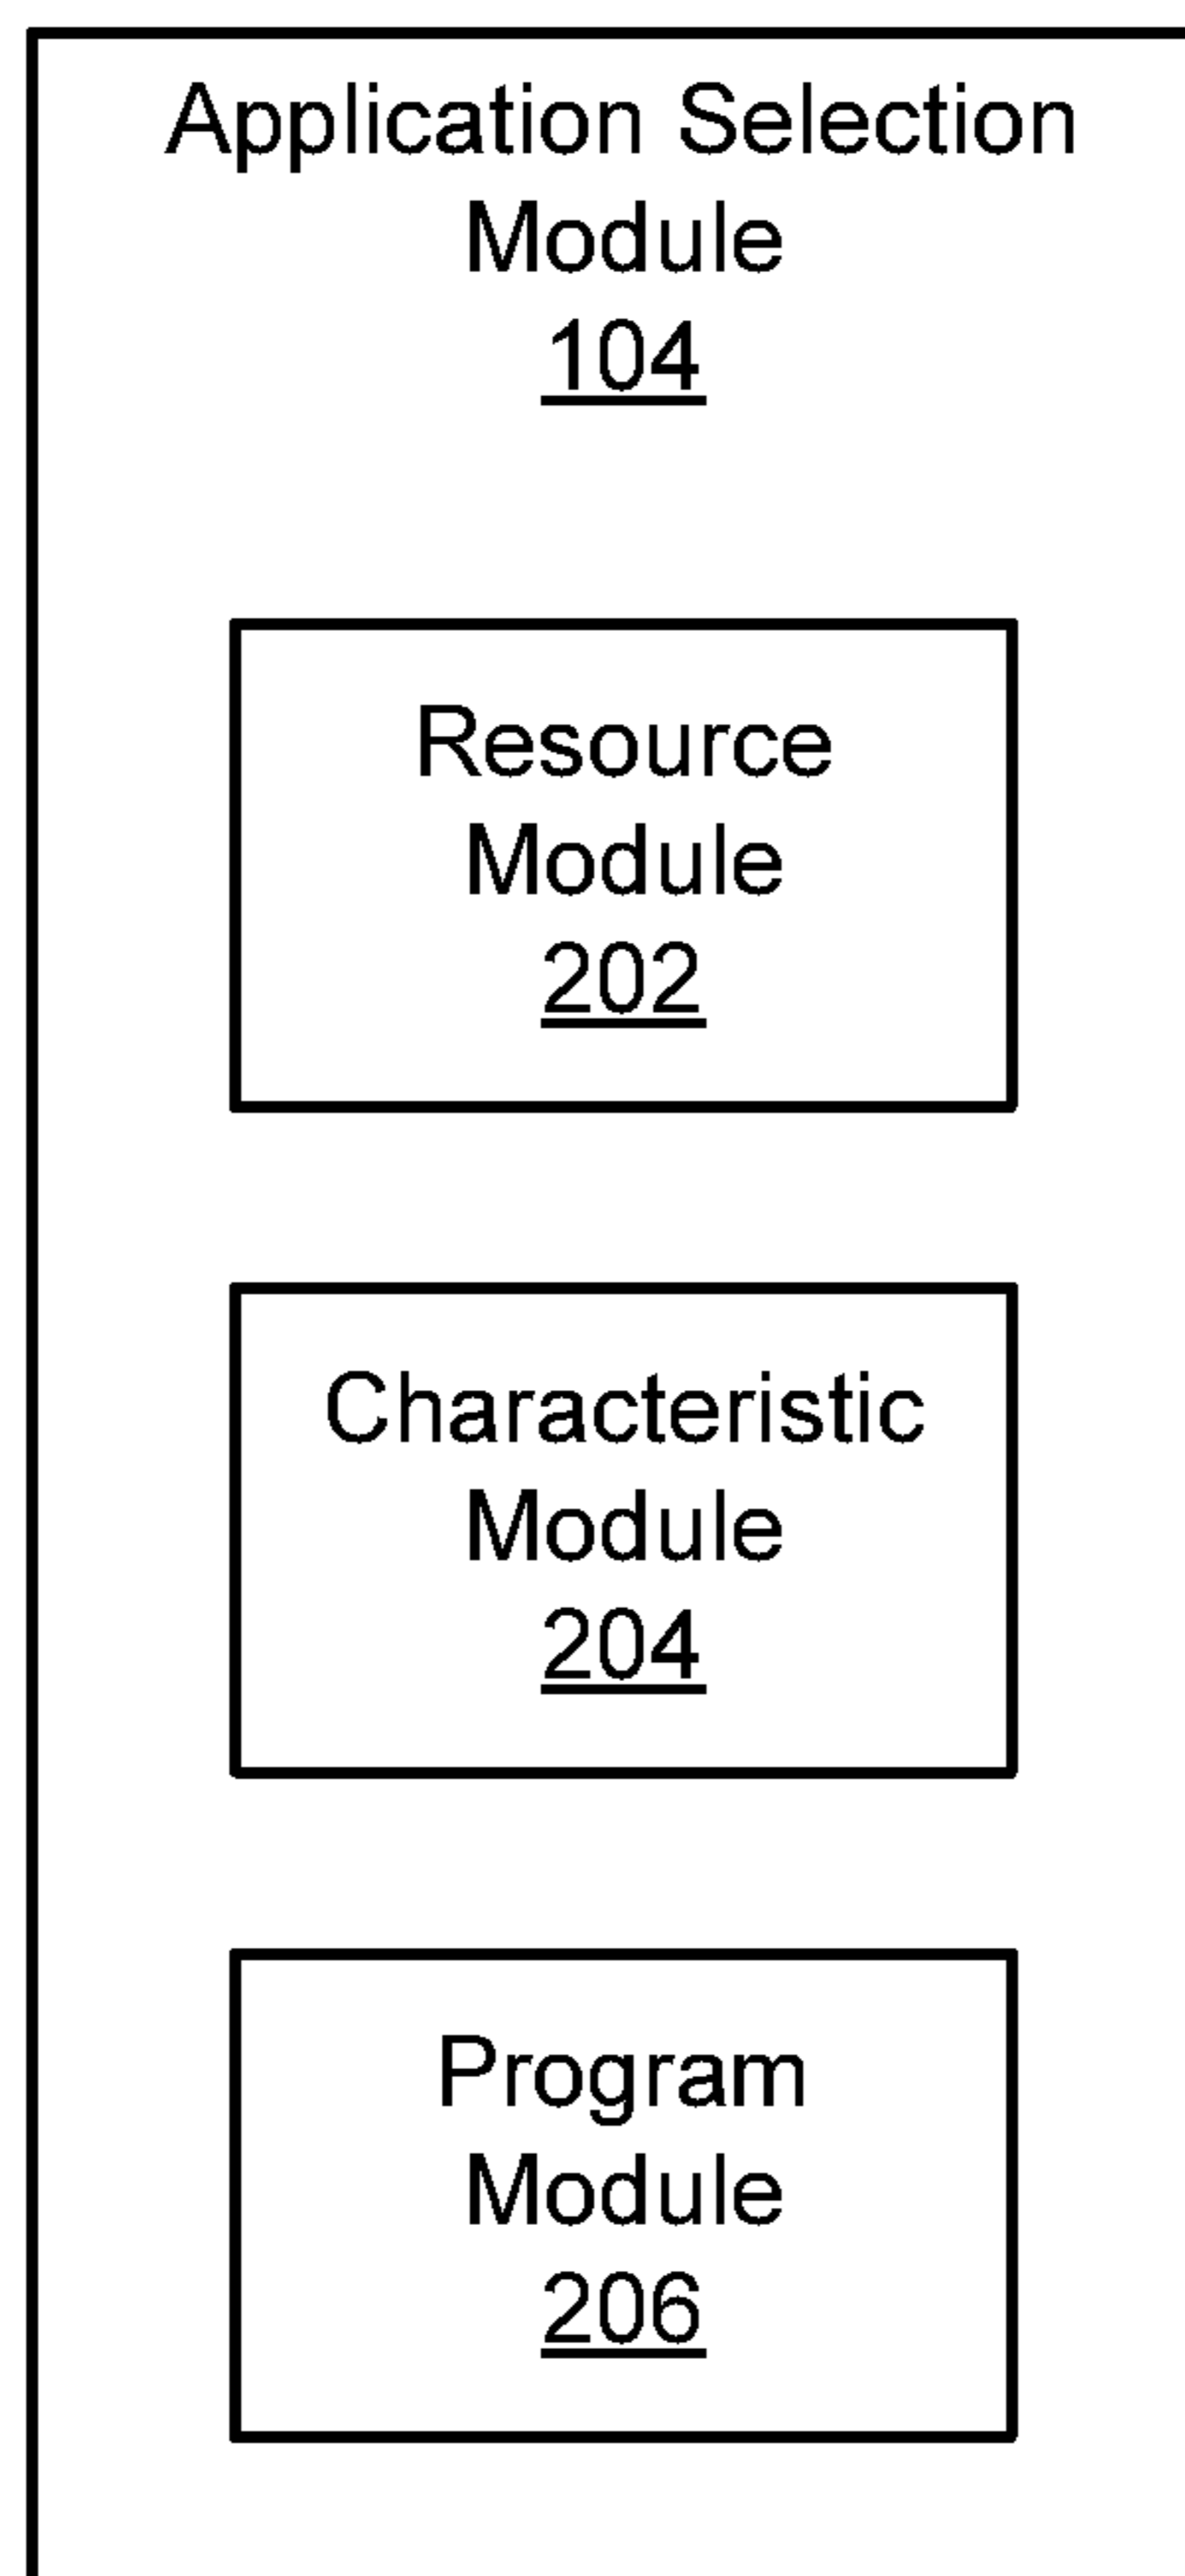 Application Selection
Module
104
Resource
Module
202
Characteristic
Module
204
Program
Module
206